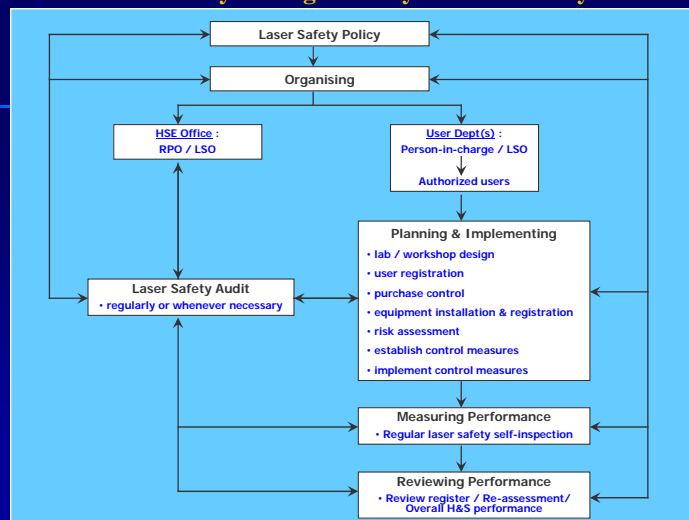 Laser Safety Policy
Organising
HSE Office :
RPO / LSO
User Dept(s) :
Person-in-charge / LSO
Authorized users
Planning & Implementing
• lab / workshop design
• user registration
• purchase control
• equipment installation & registration
• risk assessment
• establish control measures
• implement control measures
Laser Safety Audit
• regularly or whenever necessary
Measuring Performance
• Regular laser safety self-inspection
Reviewing Performance
• Review register / Re-assessment/
Overall H&S performance